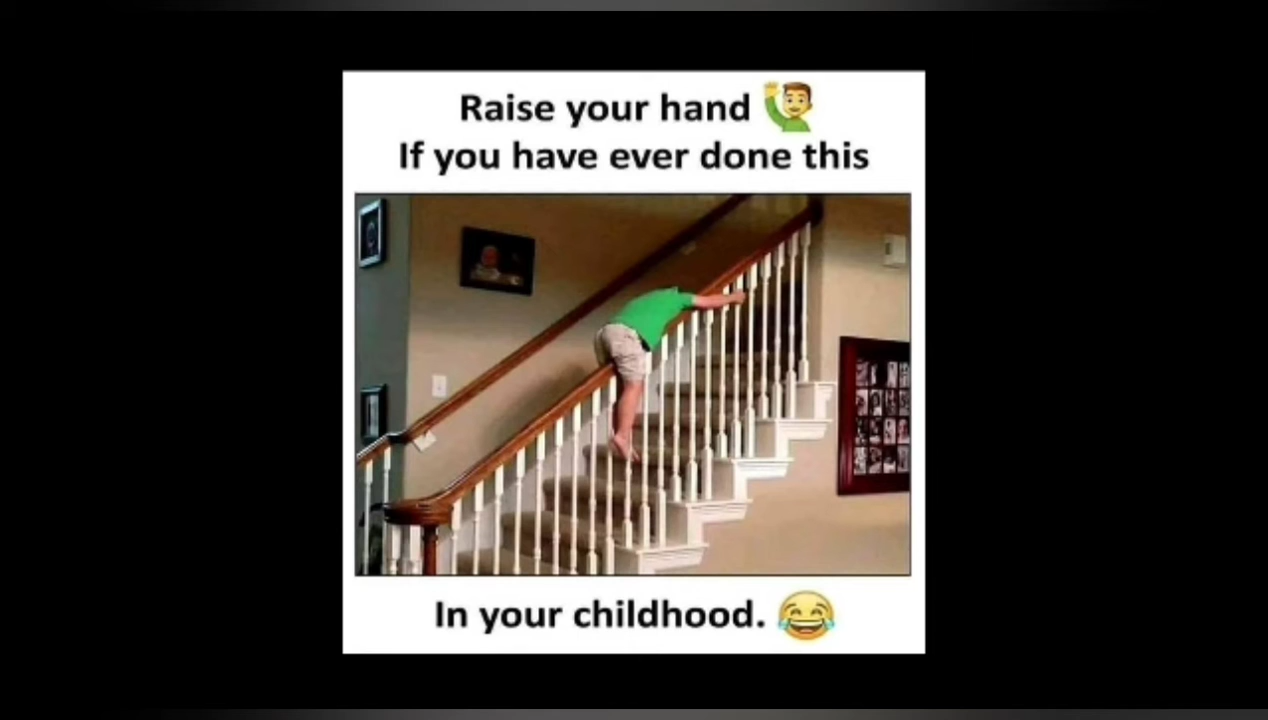 Raise your hand 🙋‍♂️
If you have ever done this
In your childhood. 😂